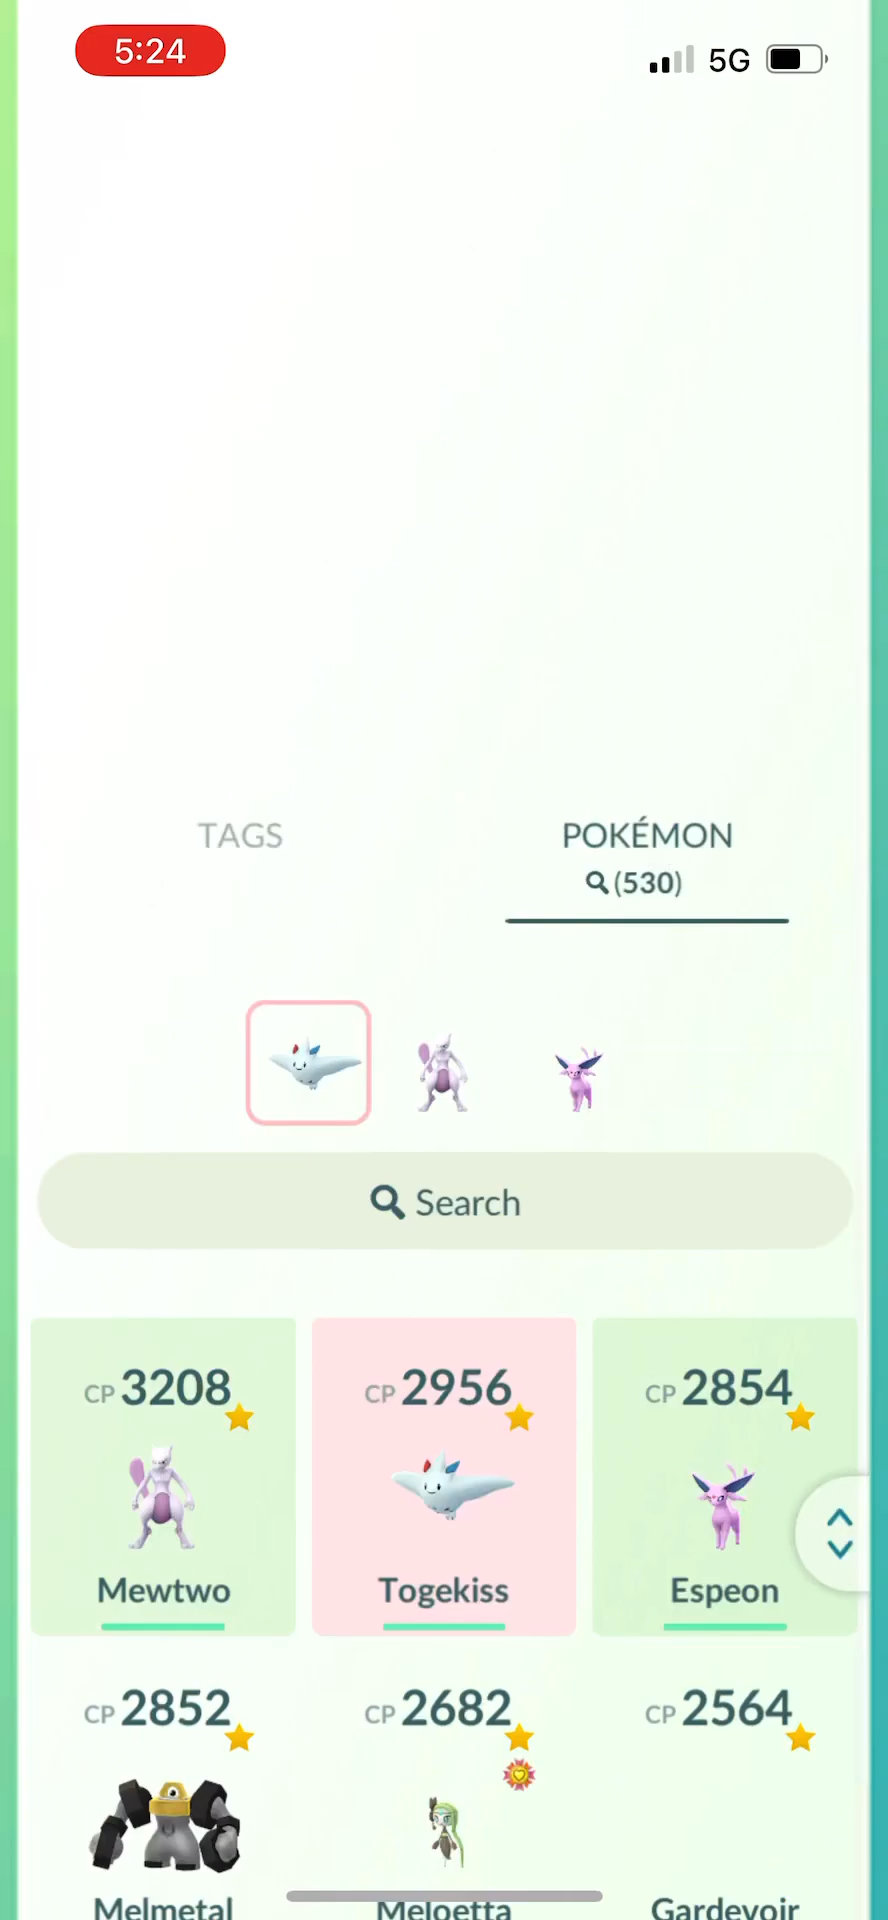 5:24
5G
TAGS
POKÉMON
(530)
Search
CP 3208
CP 2956
CP 2854
Mewtwo
Togekiss
Espeon
CP 2852
CP 2682
CP 2564
Melmetal
Meloetta
Gardevoir